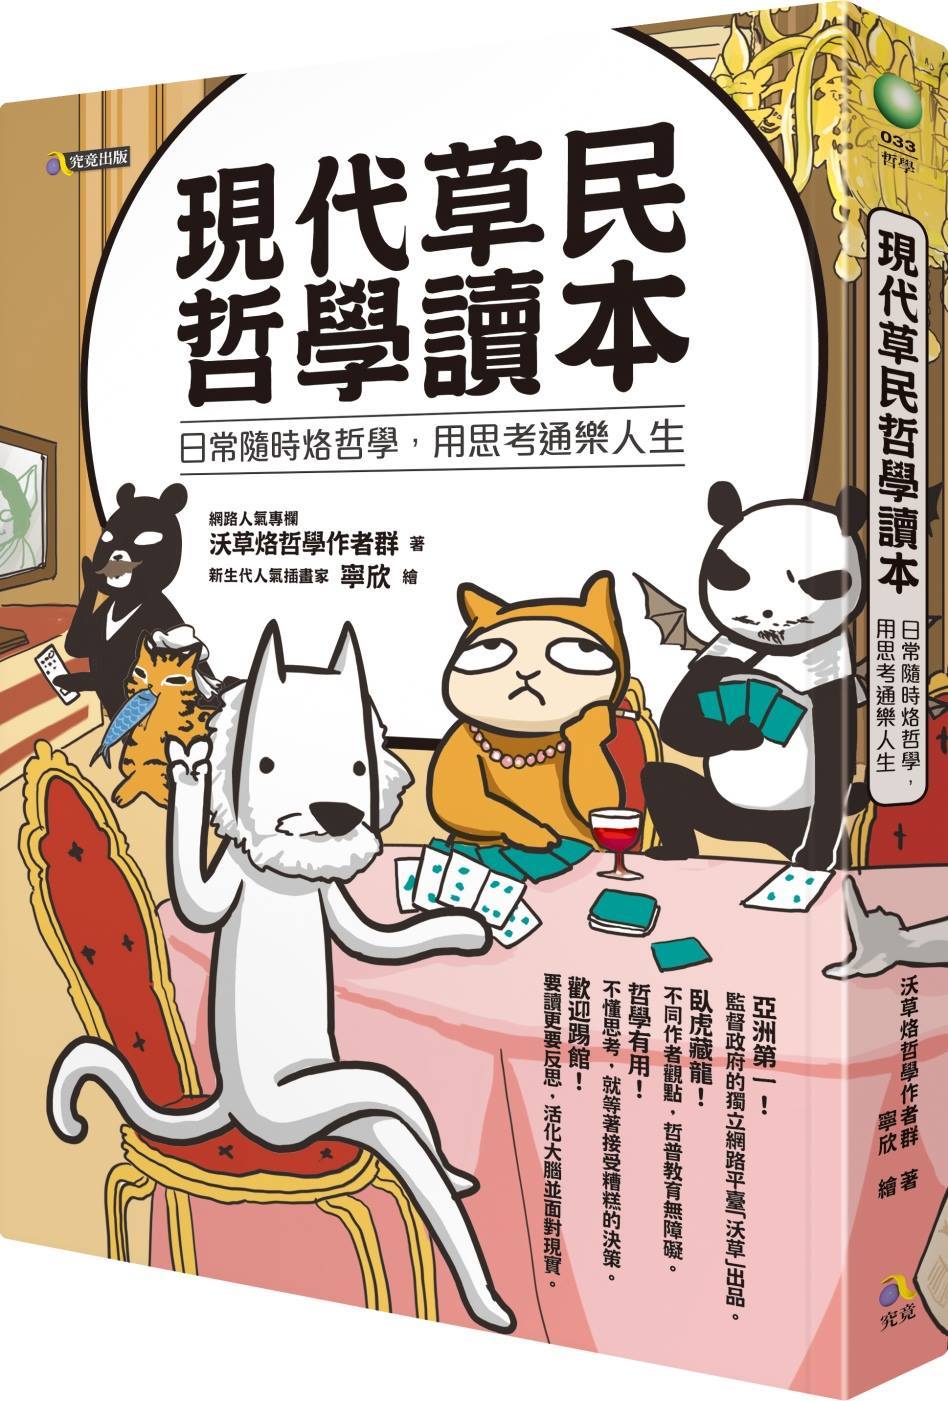 究竟出版
現代草民
哲學讀本
日常隨時烙哲學，用思考通樂人生
網路人氣專欄
沃草烙哲學作者群 著
新生代人氣插畫家 寧欣 繪
亞洲第一！
監督政府的獨立網路平臺「沃草」出品。
臥虎藏龍！
不同作者觀點，哲普教育無障礙。
哲學有用！
不懂思考，就等著接受糟糕的決策。
歡迎踢館！
要讀更要反思，活化大腦並面對現實。
033
哲學
現代草民哲學讀本
日常隨時烙哲學，
用思考通樂人生
沃草烙哲學作者群 著
寧欣 繪
究竟